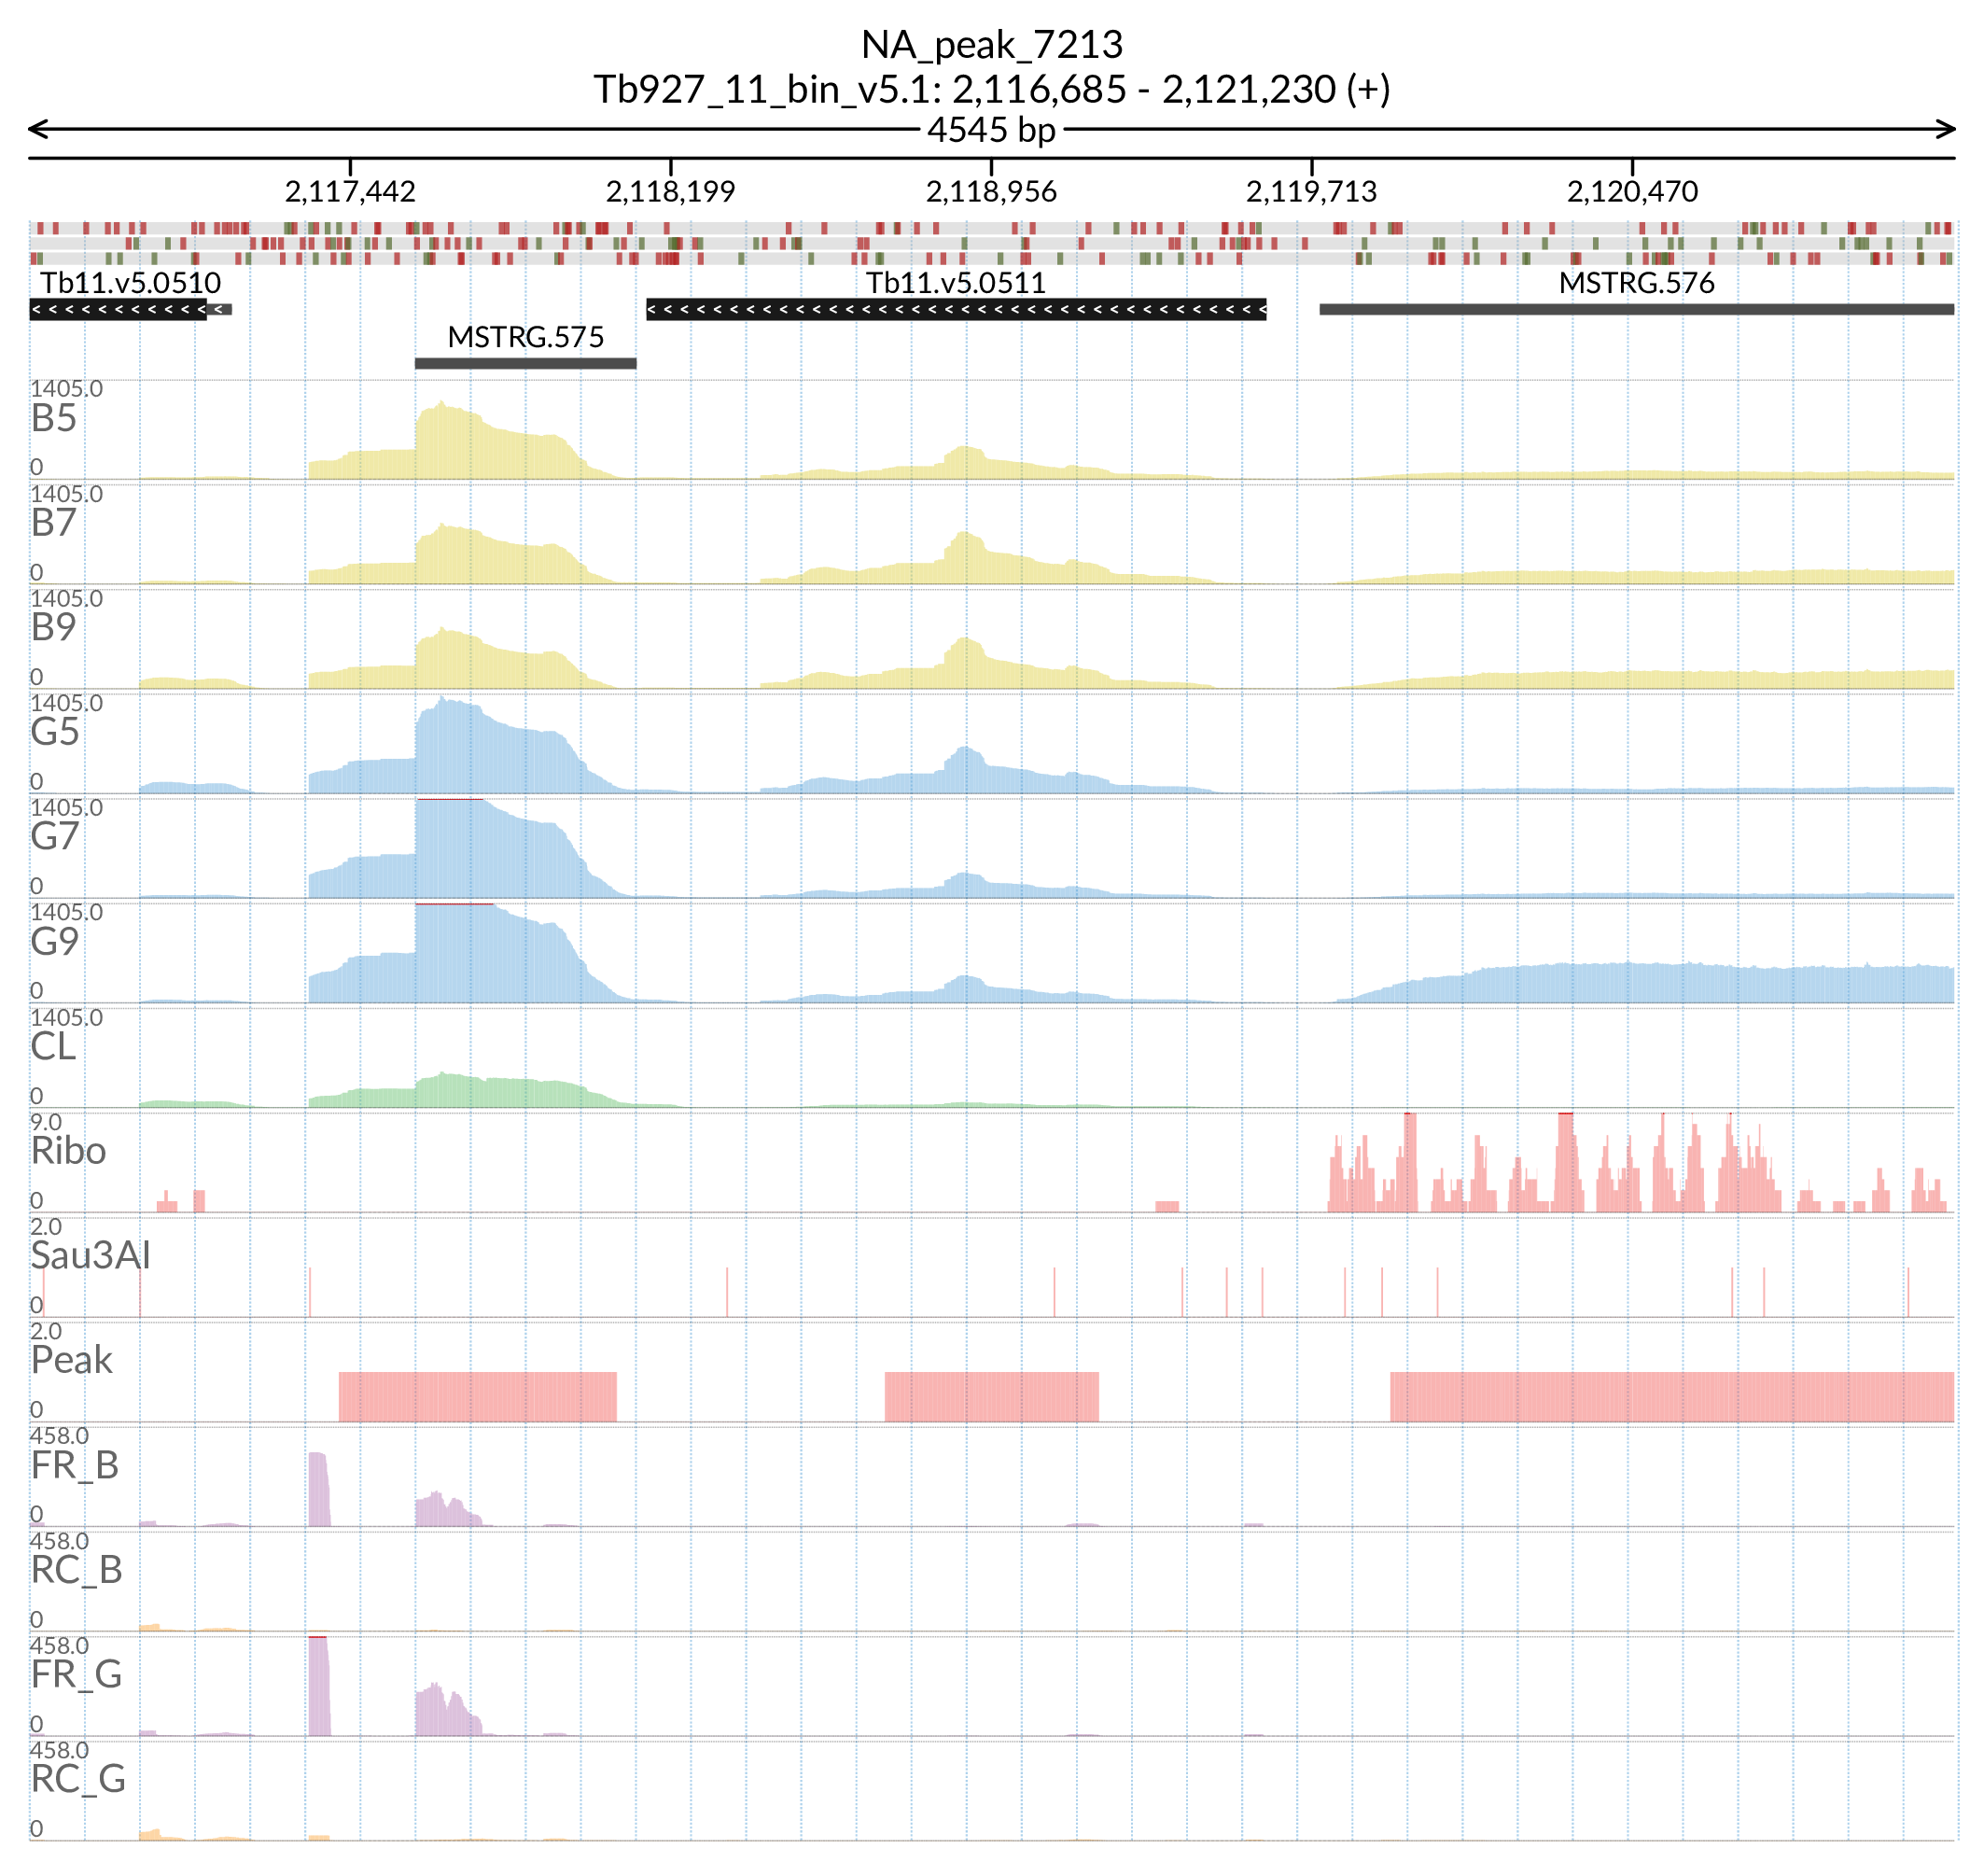 NA_peak_7213
Tb927_11_bin_v5.1: 2,116,685 - 2,121,230 (+)
4545 bp
2,117,442 2,118,199 2,118,956 2,119,713 2,120,470
Tb11.v5.0510 Tb11.v5.0511 MSTRG.576
MSTRG.575
1405.0
B5
0
1405.0
B7
0
1405.0
B9
0
1405.0
G5
0
1405.0
G7
0
1405.0
G9
0
1405.0
CL
0
9.0
Ribo
0
2.0
Sau3AI
0
2.0
Peak
0
458.0
FR_B
0
458.0
RC_B
0
458.0
FR_G
0
458.0
RC_G
0